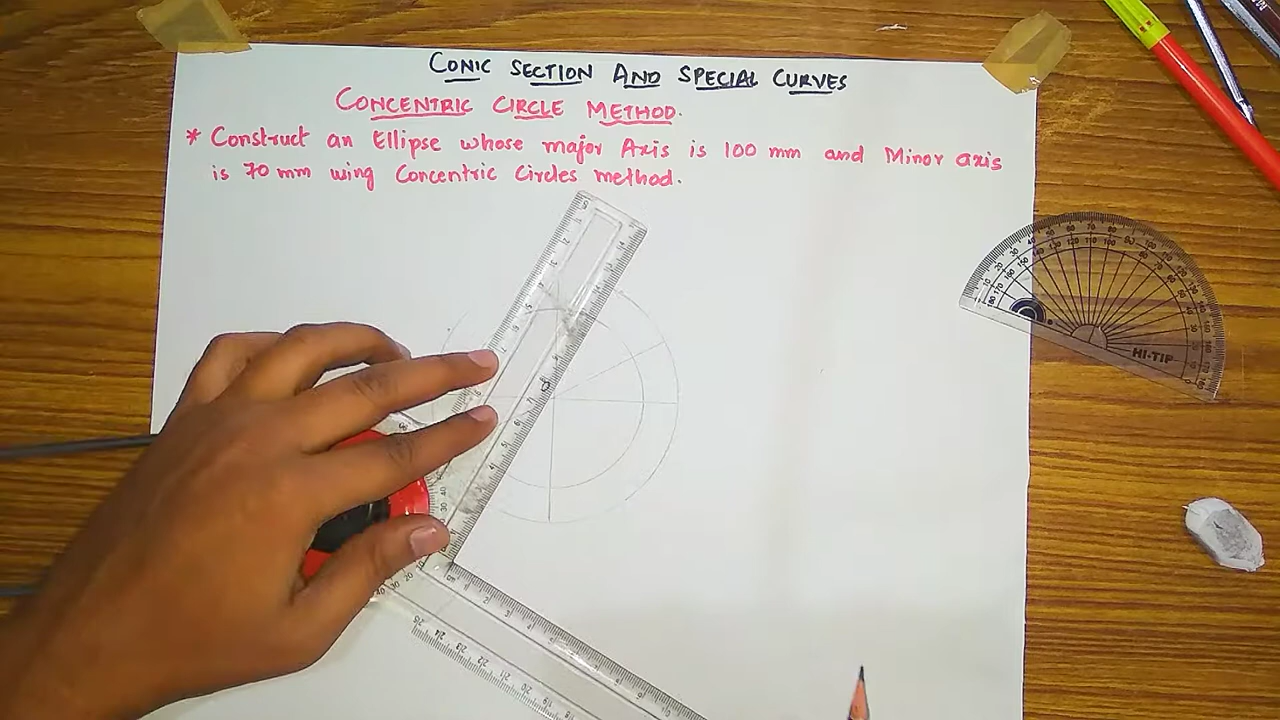 CONIC SECTION AND SPECIAL CURVES
CONCENTRIC CIRCLE METHOD.
* Construct an Ellipse whose major Axis is 100 mm and Minor axis
is 70 mm using Concentric Circles method.
HI-TIP